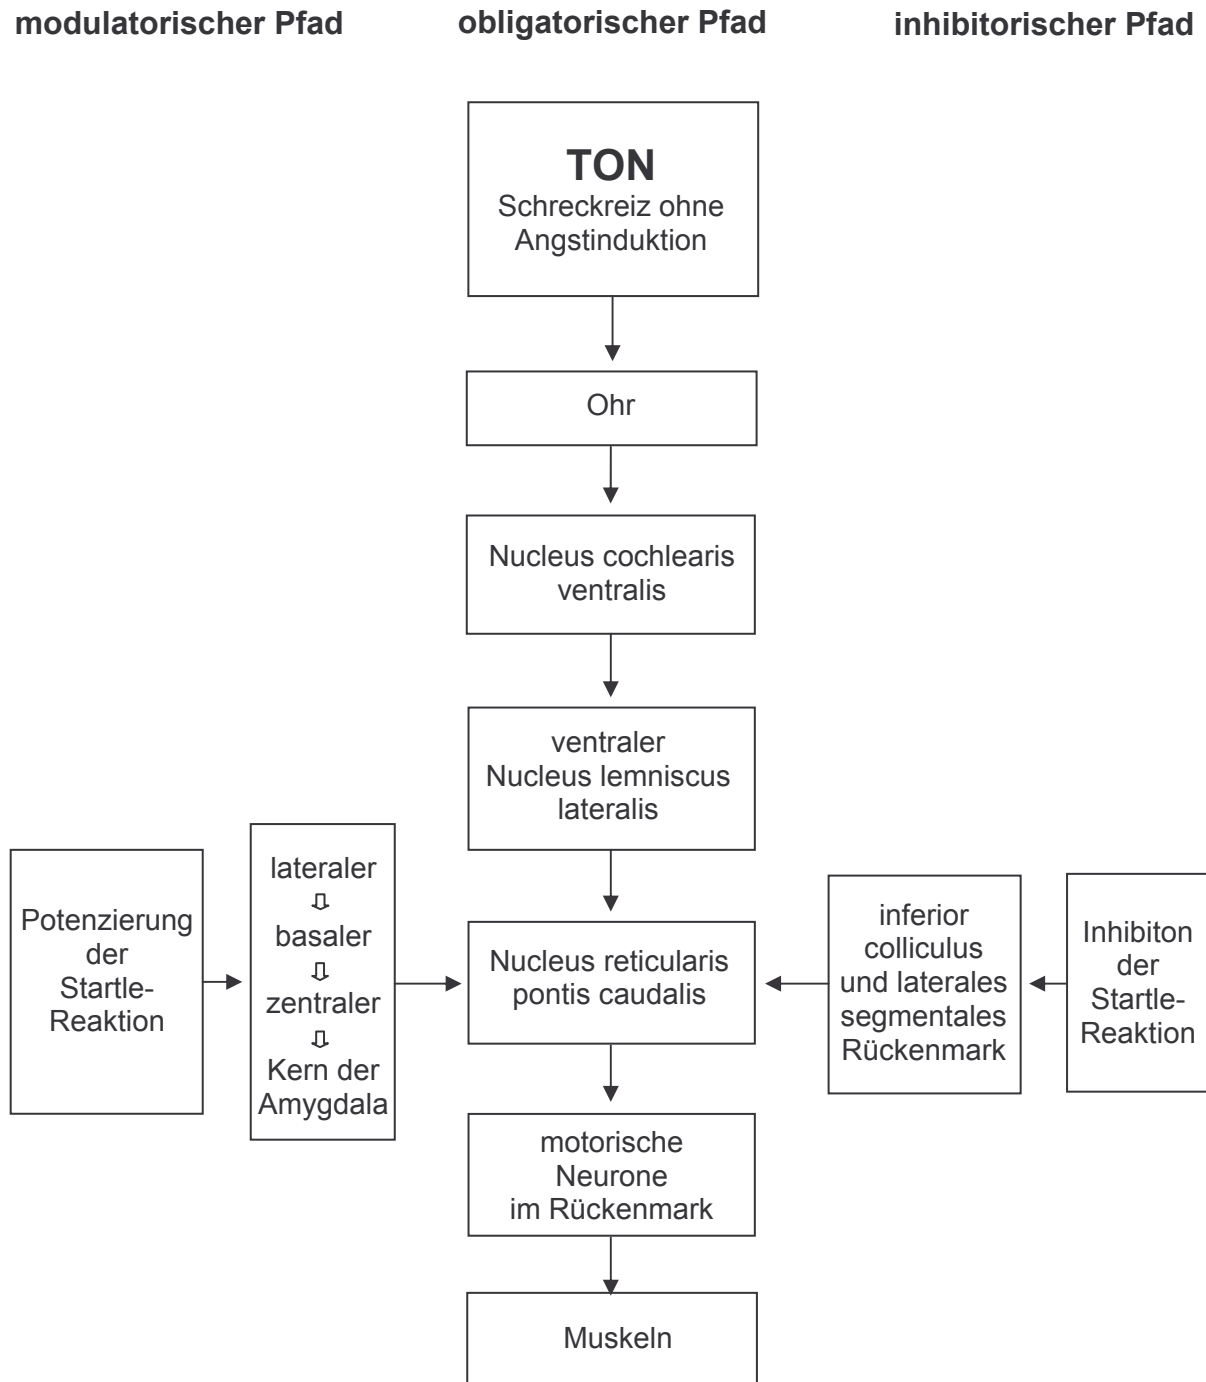 modulatorischer Pfad
obligatorischer Pfad
inhibitorischer Pfad
TON
Schreckreiz ohne
Angstinduktion
Ohr
Nucleus cochlearis
ventralis
ventraler
Nucleus lemniscus
lateralis
Potenzierung
der
Startle-
Reaktion
lateraler
basaler
zentraler
Kern der
Amygdala
Nucleus reticularis
pontis caudalis
inferior
colliculus
und laterales
segmentales
Rückenmark
Inhibiton
der
Startle-
Reaktion
motorische
Neurone
im Rückenmark
Muskeln